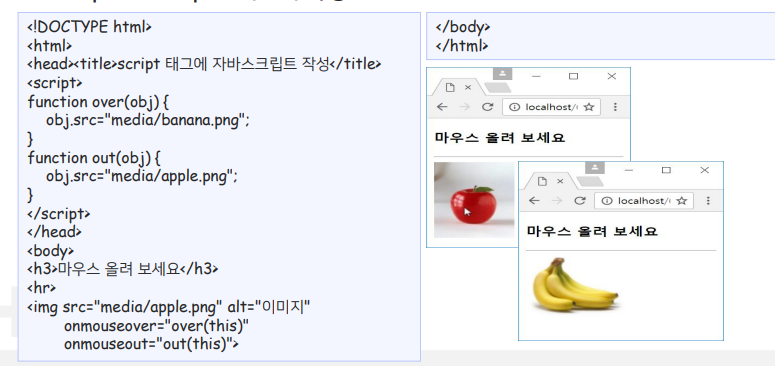 <!DOCTYPE html>
<html>
<head><title>script 태그에 자바스크립트 작성</title>
<script>
function over(obj) {
obj.src="media/banana.png";
}
function out(obj) {
obj.src="media/apple.png";
}
</script>
</head>
<body>
<h3>마우스 올려 보세요</h3>
<hr>
<img src="media/apple.png" alt="이미지"
onmouseover="over(this)"
onmouseout="out(this)">
</body>
</html>
localhost/
마우스 올려 보세요
localhost/
마우스 올려 보세요